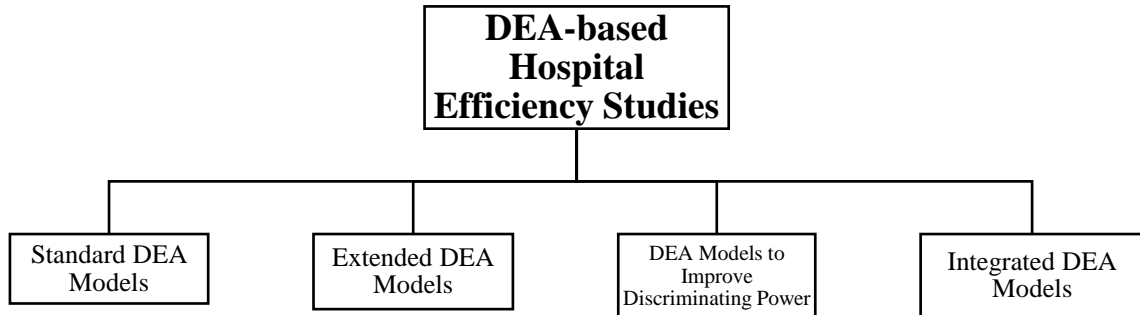 DEA-based
Hospital
Efficiency Studies
Standard DEA
Models
Extended DEA
Models
DEA Models to
Improve
Discriminating Power
Integrated DEA
Models